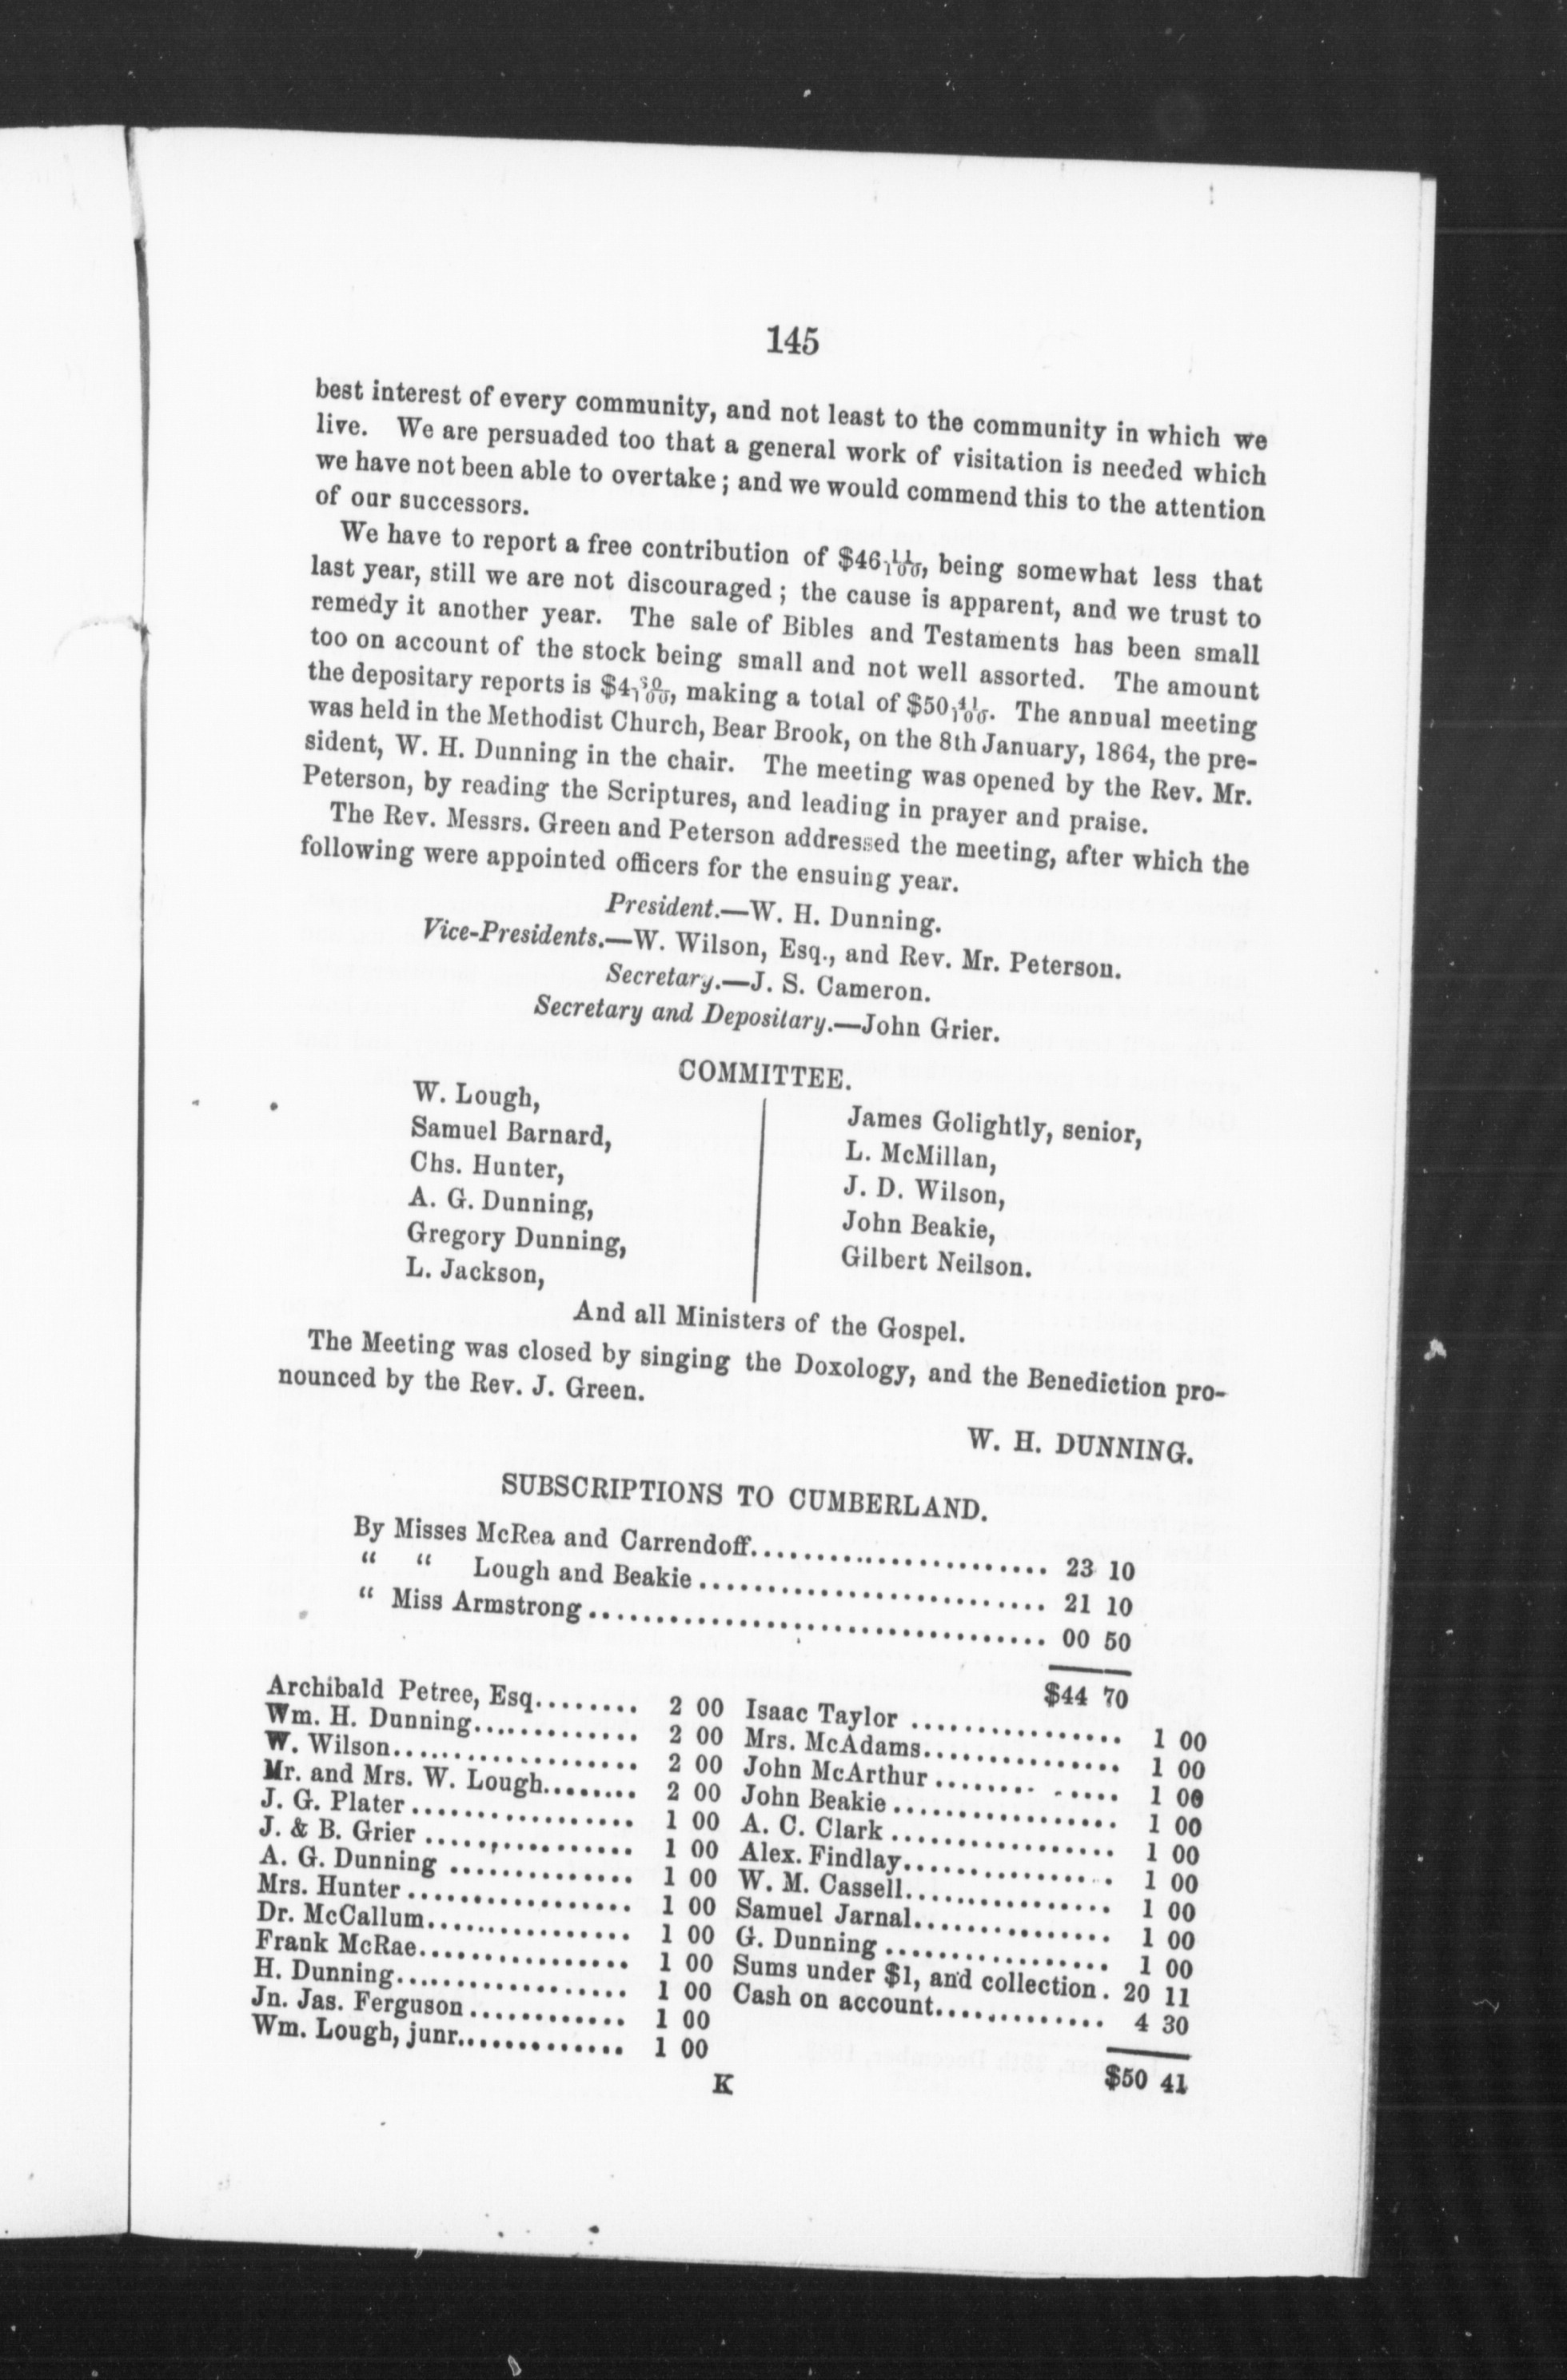 145
best interest of every community, and not least to the community in which we
live. We are persuaded too that a general work of visitation is needed which
we have not been able to overtake; and we would commend this to the attention
of our successors.
We have to report a free contribution of $46 11/100, being somewhat less that
last year, still we are not discouraged; the cause is apparent, and we trust to
remedy it another year. The sale of Bibles and Testaments has been small
too on account of the stock being small and not well assorted. The amount
the depositary reports is $4 30/100, making a total of $50 41/100. The annual meeting
was held in the Methodist Church, Bear Brook, on the 8th January, 1864, the pre-
sident, W. H. Dunning in the chair. The meeting was opened by the Rev. Mr.
Peterson, by reading the Scriptures, and leading in prayer and praise.
The Rev. Messrs. Green and Peterson addressed the meeting, after which the
following were appointed officers for the ensuing year.
President.—W. H. Dunning.
Vice-Presidents.—W. Wilson, Esq., and Rev. Mr. Peterson.
Secretary.—J. S. Cameron.
Secretary and Depositary.—John Grier.
COMMITTEE.
W. Lough,
Samuel Barnard,
Chs. Hunter,
A. G. Dunning,
Gregory Dunning,
L. Jackson,
James Golightly, senior,
L. McMillan,
J. D. Wilson,
John Beakie,
Gilbert Neilson.
And all Ministers of the Gospel.
The Meeting was closed by singing the Doxology, and the Benediction pro-
nounced by the Rev. J. Green.
W. H. DUNNING.
SUBSCRIPTIONS TO CUMBERLAND.
By Misses McRea and Carrendoff........................ 23 10
“ “ Lough and Beakie.......................... 21 10
“ Miss Armstrong.................................. 00 50
$44 70
Archibald Petree, Esq........ 2 00
Wm. H. Dunning............. 2 00
W. Wilson................... 2 00
Mr. and Mrs. W. Lough........ 2 00
J. G. Plater................. 1 00
J. & B. Grier................ 1 00
A. G. Dunning.............. 1 00
Mrs. Hunter................. 1 00
Dr. McCallum................ 1 00
Frank McRae................ 1 00
H. Dunning.................. 1 00
Jn. Jas. Ferguson............ 1 00
Wm. Lough, junr............. 1 00
Isaac Taylor................ 1 00
Mrs. McAdams............... 1 00
John McArthur.............. 1 00
John Beakie................. 1 00
A. C. Clark................. 1 00
Alex. Findlay................ 1 00
W. M. Cassell................ 1 00
Samuel Jarnal............... 1 00
G. Dunning................. 1 00
Sums under $1, and collection. 20 11
Cash on account............. 4 30
$50 41
K